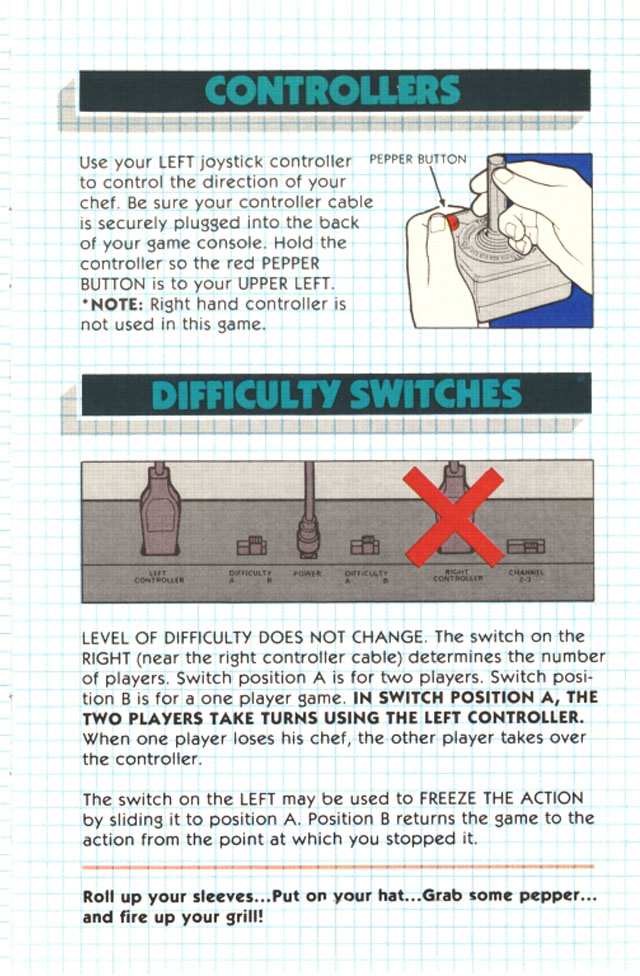 CONTROLLERS
Use your LEFT joystick controller
to control the direction of your
chef. Be sure your controller cable
is securely plugged into the back
of your game console. Hold the
controller so the red PEPPER
BUTTON is to your UPPER LEFT.
*NOTE: Right hand controller is
not used in this game.
PEPPER BUTTON
DIFFICULTY SWITCHES
LEFT
CONTROLLER
DIFFICULTY
A B
POWER
DIFFICULTY
A B
RIGHT
CONTROLLER
CHANNEL
2-3
LEVEL OF DIFFICULTY DOES NOT CHANGE. The switch on the
RIGHT (near the right controller cable) determines the number
of players. Switch position A is for two players. Switch posi-
tion B is for a one player game. IN SWITCH POSITION A, THE
TWO PLAYERS TAKE TURNS USING THE LEFT CONTROLLER.
When one player loses his chef, the other player takes over
the controller.
The switch on the LEFT may be used to FREEZE THE ACTION
by sliding it to position A. Position B returns the game to the
action from the point at which you stopped it.
Roll up your sleeves...Put on your hat...Grab some pepper...
and fire up your grill!